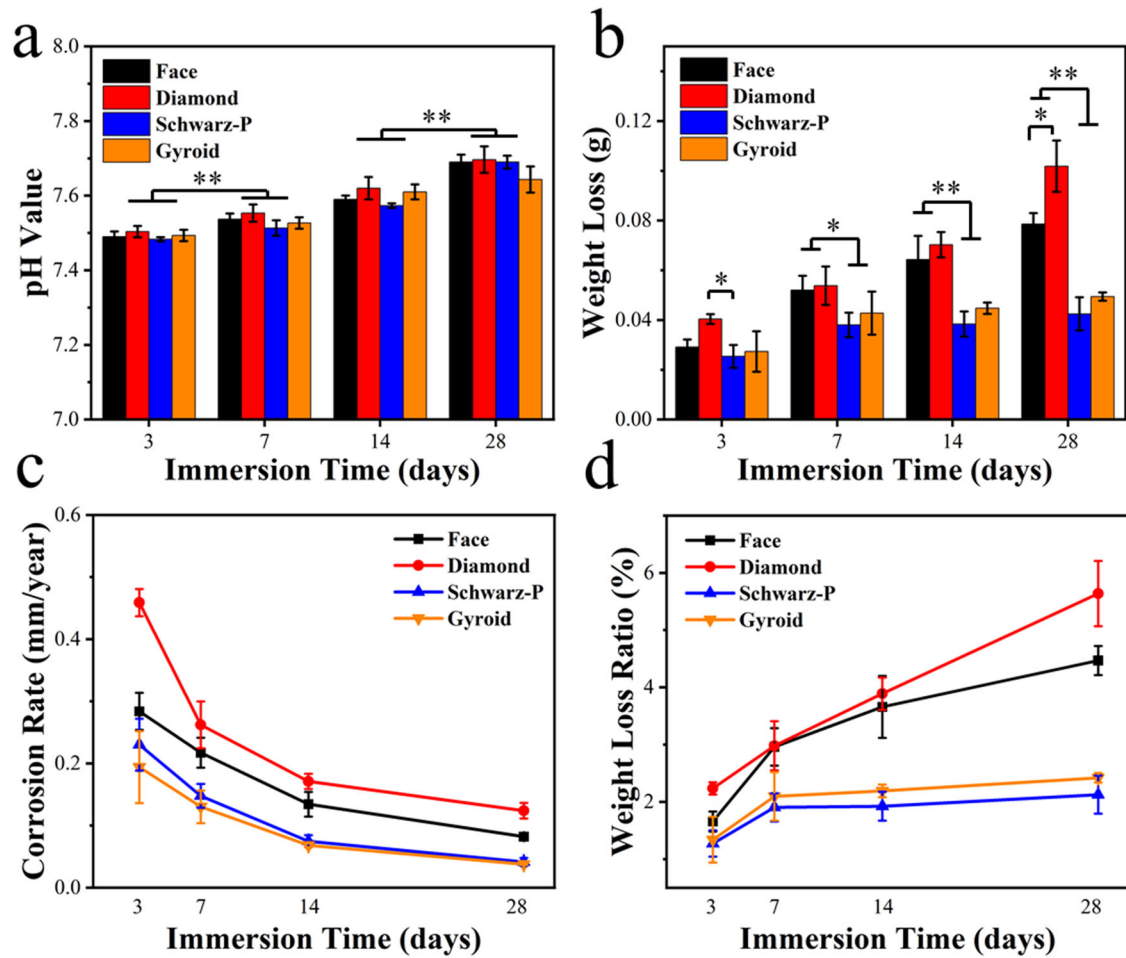 a
8.0
7.8
7.6
7.4
7.2
7.0
pH Value
Face
Diamond
Schwarz-P
Gyroid
**
**
3 7 14 28
Immersion Time (days)
b
0.12
0.08
0.04
0.00
Weight Loss (g)
Face
Diamond
Schwarz-P
Gyroid
*
*
**
*
**
3 7 14 28
Immersion Time (days)
c
0.6
0.4
0.2
0.0
Corrosion Rate (mm/year)
Face
Diamond
Schwarz-P
Gyroid
3 7 14 28
Immersion Time (days)
d
6
4
2
Weight Loss Ratio (%)
Face
Diamond
Schwarz-P
Gyroid
3 7 14 28
Immersion Time (days)